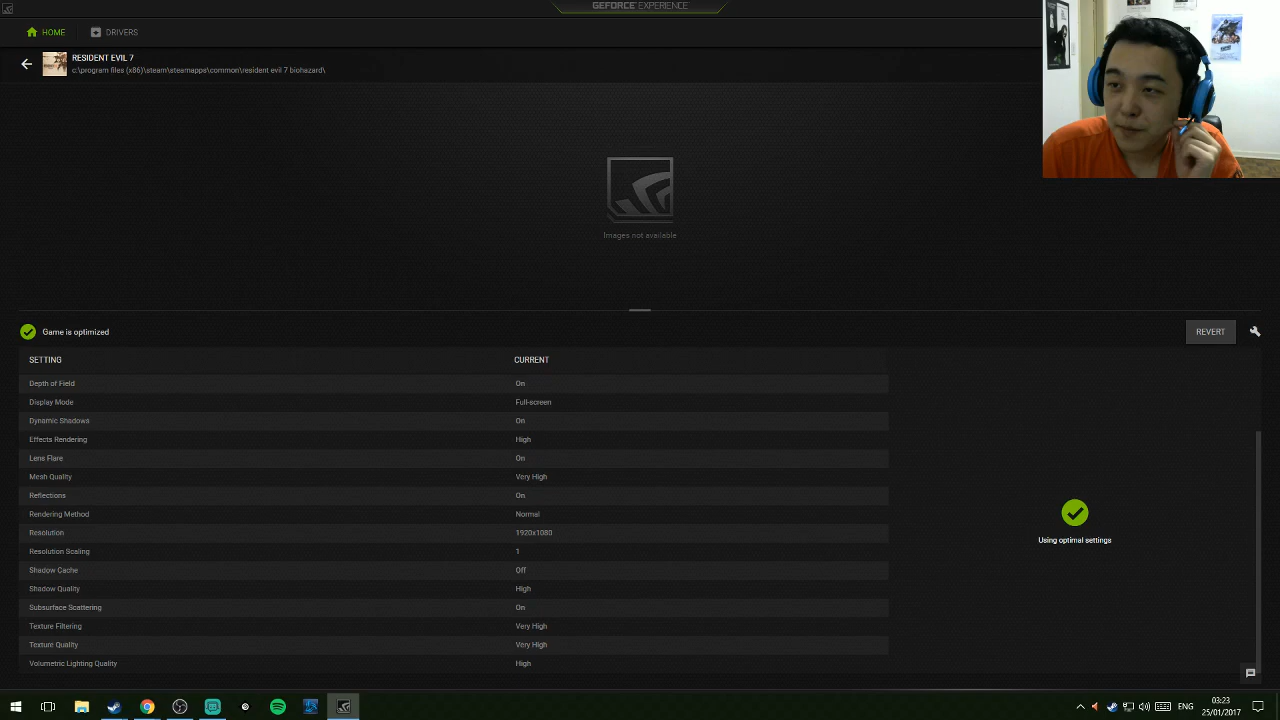 GEFORCE EXPERIENCE
HOME
DRIVERS
RESIDENT EVIL 7
c:\program files (x86)\steam\steamapps\common\resident evil 7 biohazard\
Images not available
Game is optimized
REVERT
SETTING CURRENT
Depth of Field On
Display Mode Full-screen
Dynamic Shadows On
Effects Rendering High
Lens Flare On
Mesh Quality Very High
Reflections On
Rendering Method Normal
Resolution 1920x1080
Resolution Scaling 1
Shadow Cache Off
Shadow Quality High
Subsurface Scattering On
Texture Filtering Very High
Texture Quality Very High
Volumetric Lighting Quality High
Using optimal settings
ENG
03:23
25/01/2017